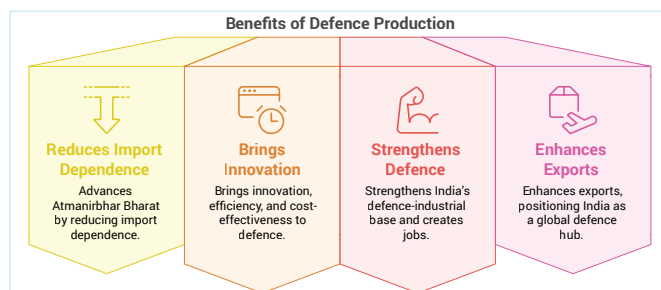 Benefits of Defence Production
Reduces Import
Dependence
Advances
Atmanirbhar Bharat
by reducing import
dependence.
Brings
Innovation
Brings innovation,
efficiency, and cost-
effectiveness to
defence.
Strengthens
Defence
Strengthens India's
defence-industrial
base and creates
jobs.
Enhances
Exports
Enhances exports,
positioning India as
a global defence
hub.